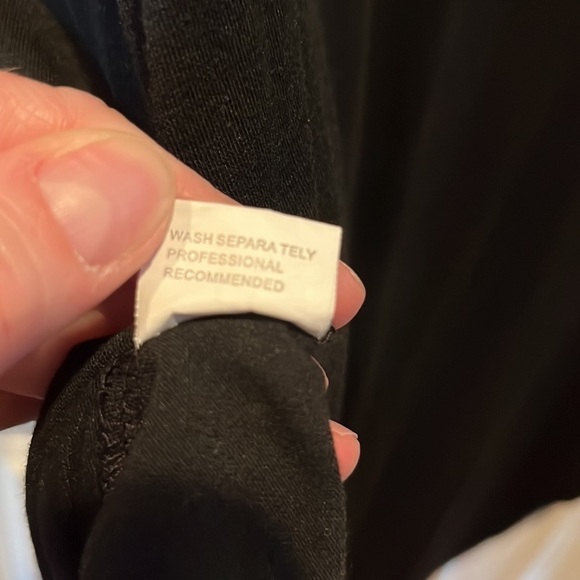 WASH SEPARA TELY
PROFESSIONAL
RECOMMENDED